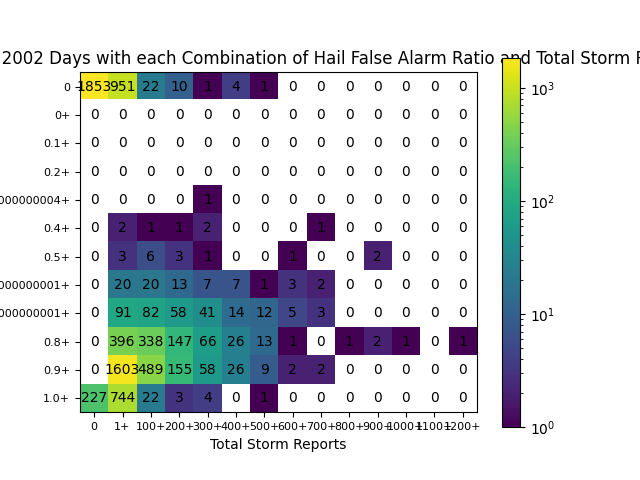 2002 Days with each Combination of Hail False Alarm Ratio and Total Storm R
0 1853 951 22 10 1 4 1 0 0 0 0 0 0 0
0+ 0 0 0 0 0 0 0 0 0 0 0 0 0 0
0.1+ 0 0 0 0 0 0 0 0 0 0 0 0 0 0
0.2+ 0 0 0 0 0 0 0 0 0 0 0 0 0 0
000000004+ 0 0 0 0 1 0 0 0 0 0 0 0 0 0
0.4+ 0 2 1 1 2 0 0 0 1 0 0 0 0 0
0.5+ 0 3 6 3 1 0 0 1 0 0 2 0 0 0
000000001+ 0 20 20 13 7 7 1 3 2 0 0 0 0 0
000000001+ 0 91 82 58 41 14 12 5 3 0 0 0 0 0
0.8+ 0 396 338 147 66 26 13 1 0 1 2 1 0 1
0.9+ 0 1603 489 155 58 26 9 2 2 0 0 0 0 0
1.0+ 227 744 22 3 4 0 1 0 0 0 0 0 0 0
0 1+ 100+ 200+ 300+ 400+ 500+ 600+ 700+ 800+ 900+ 1000+ 1100+ 1200+
Total Storm Reports
10³
10²
10¹
10⁰